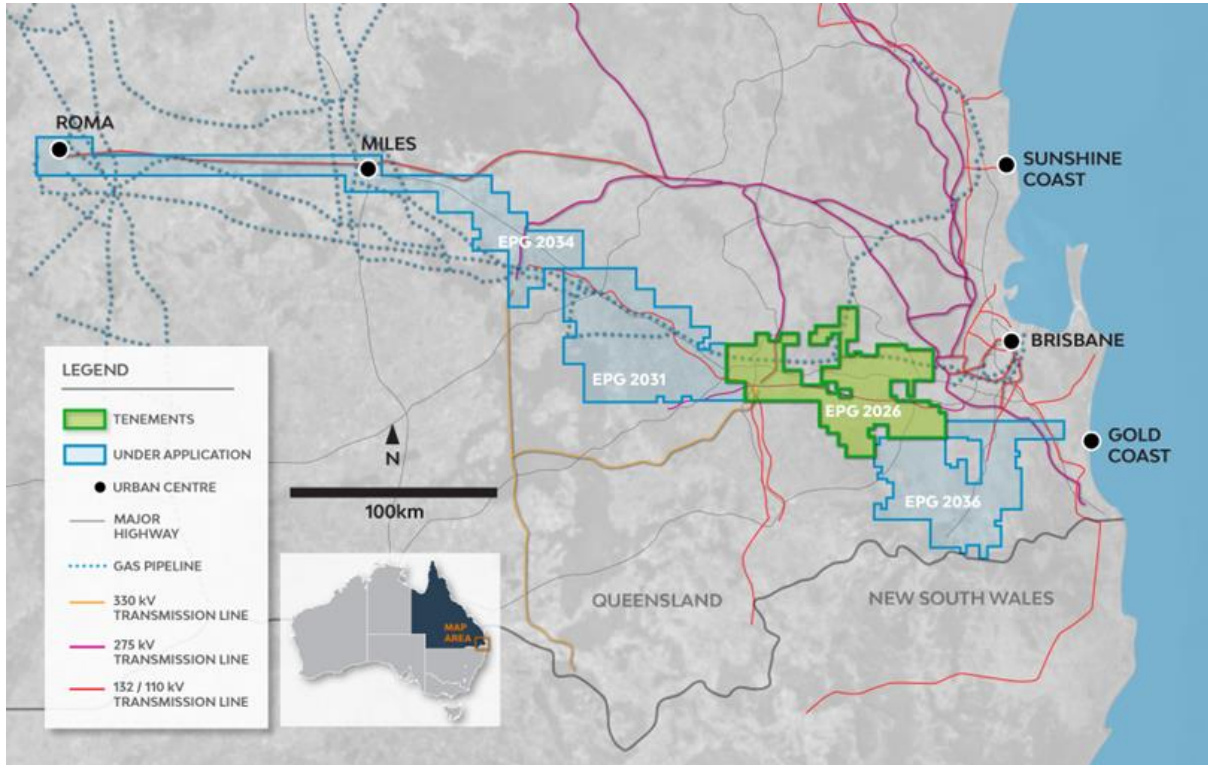 ROMA
MILES
SUNSHINE
COAST
EPG 2034
BRISBANE
EPG 2031
EPG 2026
GOLD
COAST
EPG 2036
LEGEND
TENEMENTS
UNDER APPLICATION
URBAN CENTRE
MAJOR
HIGHWAY
GAS PIPELINE
330 kV
TRANSMISSION LINE
275 kV
TRANSMISSION LINE
132 / 110 kV
TRANSMISSION LINE
N
100km
MAP
AREA
QUEENSLAND
NEW SOUTH WALES